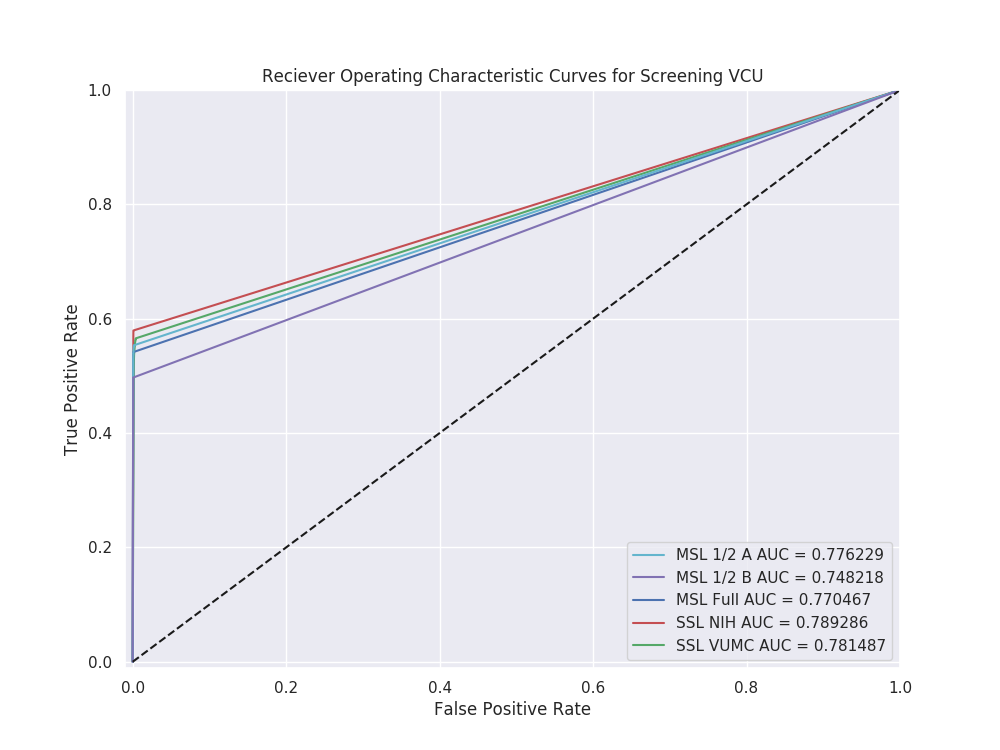 Reciever Operating Characteristic Curves for Screening VCU
1.0
0.8
0.6
0.4
0.2
0.0
True Positive Rate
MSL 1/2 A AUC = 0.776229
MSL 1/2 B AUC = 0.748218
MSL Full AUC = 0.770467
SSL NIH AUC = 0.789286
SSL VUMC AUC = 0.781487
0.0 0.2 0.4 0.6 0.8 1.0
False Positive Rate